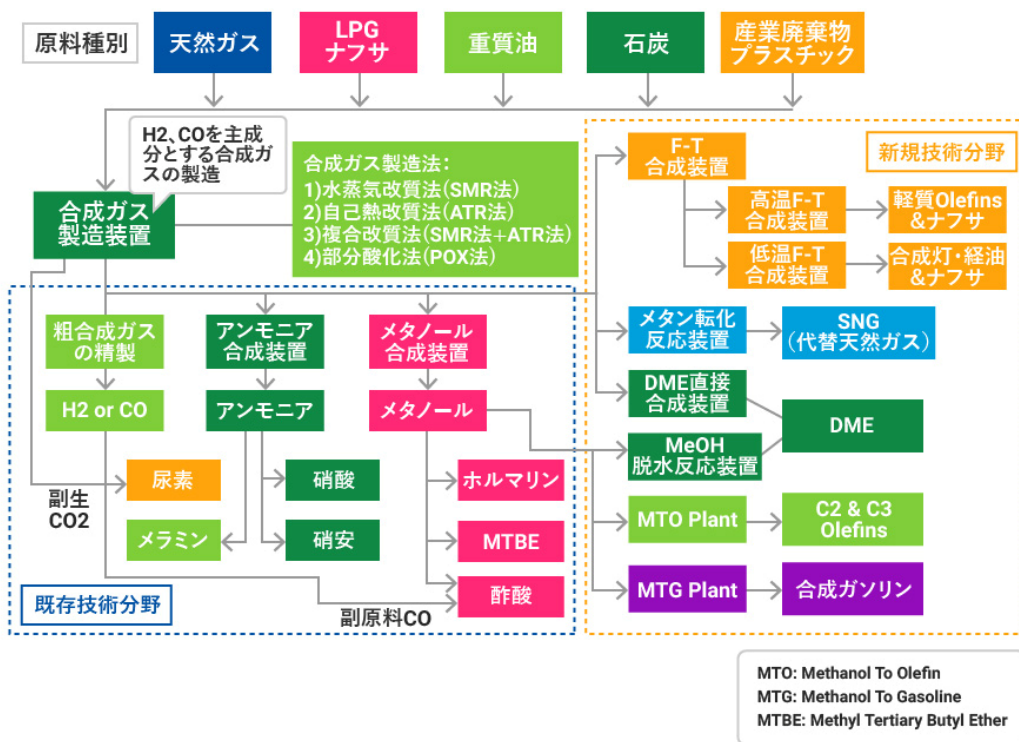 原料種別
天然ガス
LPG
ナフサ
重質油
石炭
産業廃棄物
プラスチック
H2、COを主成
分とする合成ガ
スの製造
合成ガス
製造装置
合成ガス製造法:
1)水蒸気改質法(SMR法)
2)自己熱改質法(ATR法)
3)複合改質法(SMR法+ATR法)
4)部分酸化法(POX法)
新規技術分野
F-T
合成装置
高温F-T
合成装置
軽質Olefins
&ナフサ
低温F-T
合成装置
合成灯・経油
&ナフサ
粗合成ガス
の精製
アンモニア
合成装置
メタノール
合成装置
メタン転化
反応装置
SNG
(代替天然ガス)
H2 or CO
アンモニア
メタノール
DME直接
合成装置
MeOH
脱水反応装置
DME
尿素
硝酸
ホルマリン
副生
CO2
メラミン
硝安
MTBE
MTO Plant
C2 & C3
Olefins
既存技術分野
副原料CO
酢酸
MTG Plant
合成ガソリン
MTO: Methanol To Olefin
MTG: Methanol To Gasoline
MTBE: Methyl Tertiary Butyl Ether